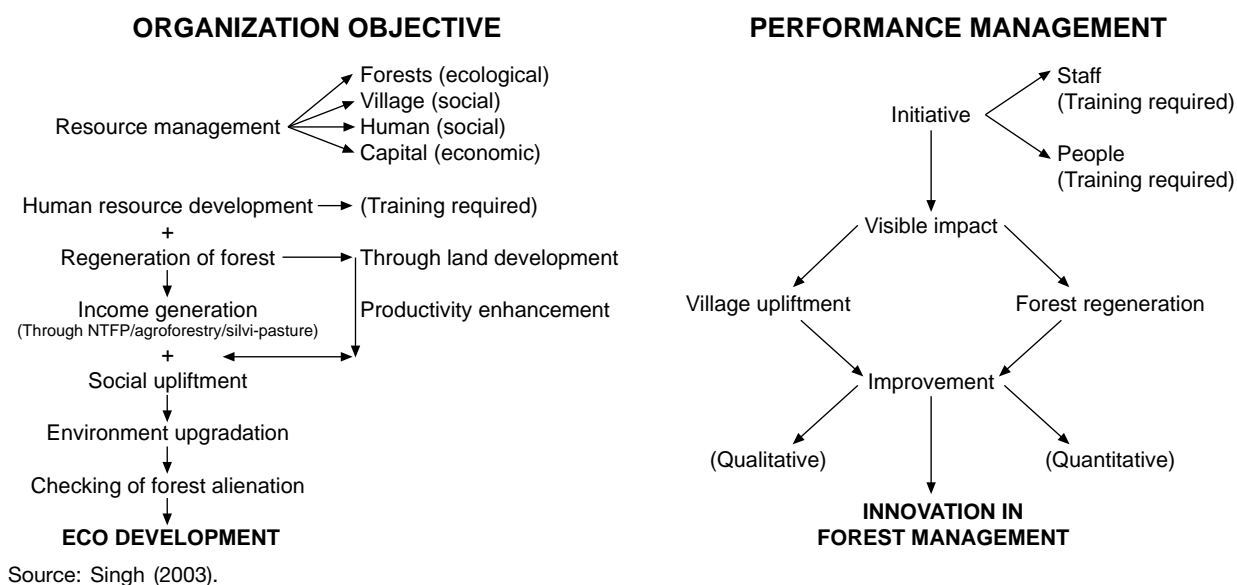 ORGANIZATION OBJECTIVE
Resource management
Forests (ecological)
Village (social)
Human (social)
Capital (economic)
Human resource development
(Training required)
+
Regeneration of forest
Through land development
Income generation
(Through NTFP/agroforestry/silvi-pasture)
Productivity enhancement
+
Social upliftment
Environment upgradation
Checking of forest alienation
ECO DEVELOPMENT
PERFORMANCE MANAGEMENT
Initiative
Staff
(Training required)
People
(Training required)
Visible impact
Village upliftment
Forest regeneration
Improvement
(Qualitative)
(Quantitative)
INNOVATION IN
FOREST MANAGEMENT
Source: Singh (2003).